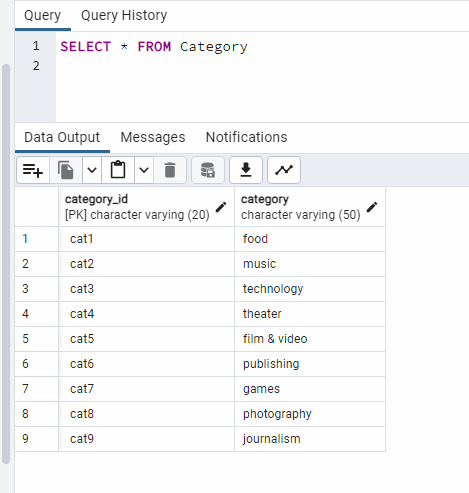 Query Query History
1 SELECT * FROM Category
2
Data Output Messages Notifications
category_id category
[PK] character varying (20) character varying (50)
1 cat1 food
2 cat2 music
3 cat3 technology
4 cat4 theater
5 cat5 film & video
6 cat6 publishing
7 cat7 games
8 cat8 photography
9 cat9 journalism